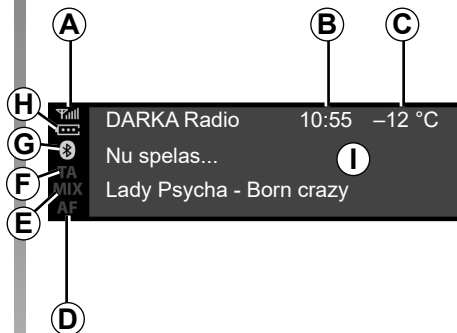 A
B
C
H
G
F
E
D
I
DARKA Radio 10:55 –12 °C
Nu spelas...
Lady Psycha - Born crazy
TA
MIX
AF